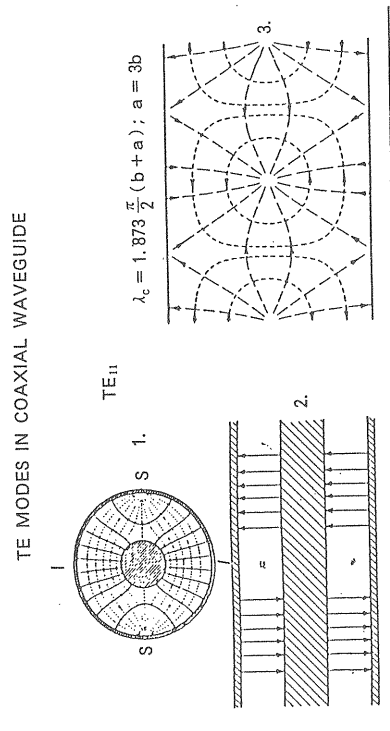 TE MODES IN COAXIAL WAVEGUIDE
TE₁₁
λc = 1.873 π/2 (b+a); a = 3b
l
S
S
1.
2.
3.